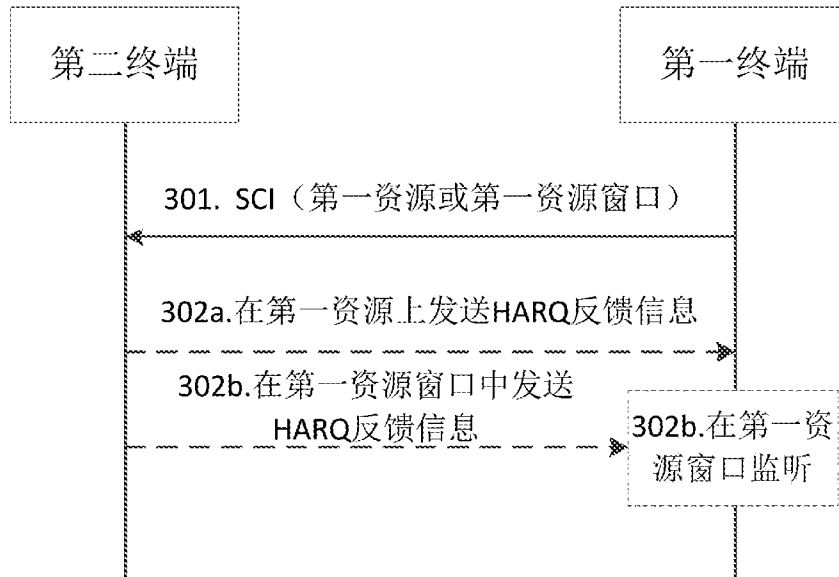 第二终端
第一终端
301. SCI（第一资源或第一资源窗口）
302a.在第一资源上发送HARQ反馈信息
302b.在第一资源窗口中发送
HARQ反馈信息
302b.在第一资
源窗口监听